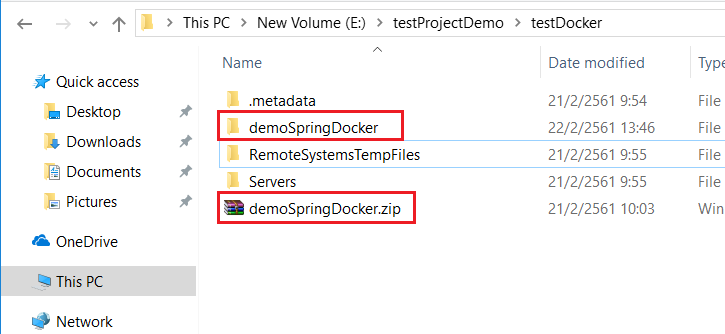 This PC > New Volume (E:) > testProjectDemo > testDocker
Name Date modified Type
Quick access
.metadata 21/2/2561 9:54 File
Desktop
demoSpringDocker 22/2/2561 13:46 File
Downloads
RemoteSystemsTempFiles 21/2/2561 9:55 File
Documents
Servers 21/2/2561 9:55 File
Pictures
demoSpringDocker.zip 21/2/2561 10:03 Win
OneDrive
This PC
Network